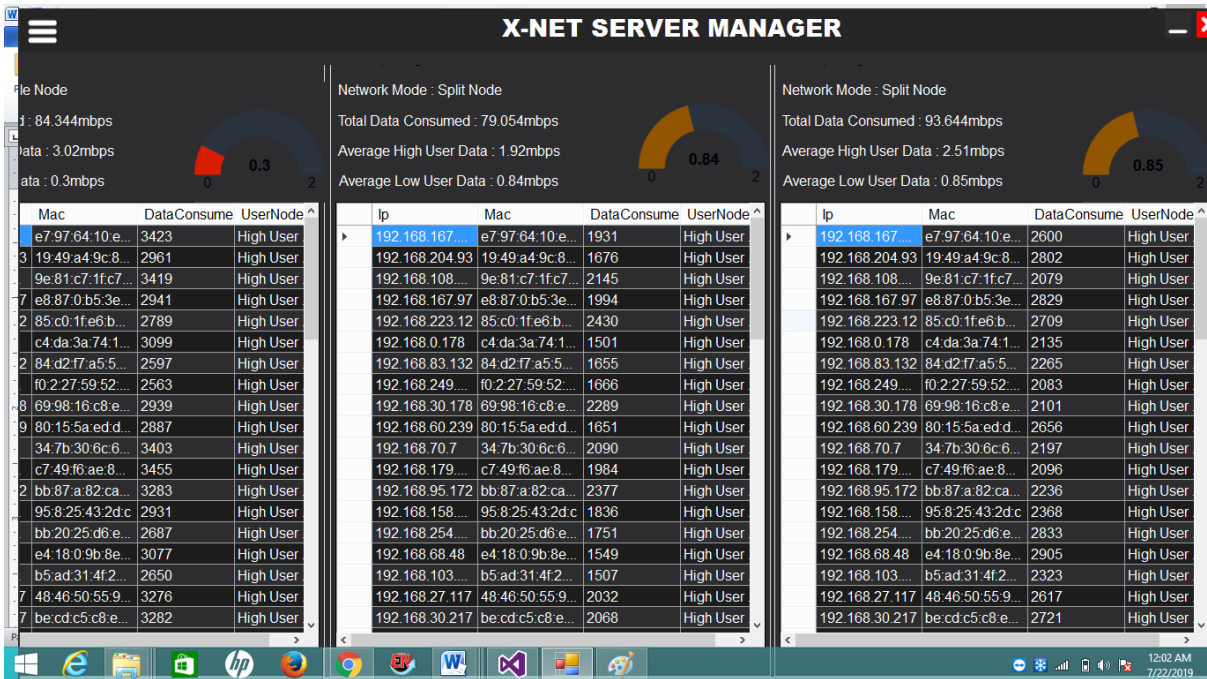 X-NET SERVER MANAGER
le Node
d : 84.344mbps
Data : 3.02mbps
ata : 0.3mbps
0.3
0 2
Mac DataConsume UserNode
e7:97:64:10:e... 3423 High User
3 19:49:a4:9c:8... 2961 High User
9e:81:c7:1f:c7... 3419 High User
7 e8:87:0:b5:3e... 2941 High User
2 85:c0:1f:e6:b... 2789 High User
c4:da:3a:74:1... 3099 High User
2 84:d2:f7:a5:5... 2597 High User
f0:2:27:59:52:... 2563 High User
8 69:98:16:c8:e... 2939 High User
9 80:15:5a:ed:d... 2887 High User
34:7b:30:6c:6... 3403 High User
c7:49:f6:ae:8... 3455 High User
2 bb:87:a:82:ca... 3283 High User
95:8:25:43:2d:c 2931 High User
bb:20:25:d6:e... 2687 High User
e4:18:0:9b:8e... 3077 High User
b5:ad:31:4f:2... 2650 High User
7 48:46:50:55:9... 3276 High User
7 be:cd:c5:c8:e... 3282 High User
Network Mode : Split Node
Total Data Consumed : 79.054mbps
Average High User Data : 1.92mbps
Average Low User Data : 0.84mbps
0.84
0 2
Ip Mac DataConsume UserNode
192.168.167.... e7:97:64:10:e... 1931 High User
192.168.204.93 19:49:a4:9c:8... 1676 High User
192.168.108.... 9e:81:c7:1f:c7... 2145 High User
192.168.167.97 e8:87:0:b5:3e... 1994 High User
192.168.223.12 85:c0:1f:e6:b... 2430 High User
192.168.0.178 c4:da:3a:74:1... 1501 High User
192.168.83.132 84:d2:f7:a5:5... 1655 High User
192.168.249.... f0:2:27:59:52:... 1666 High User
192.168.30.178 69:98:16:c8:e... 2289 High User
192.168.60.239 80:15:5a:ed:d... 1651 High User
192.168.70.7 34:7b:30:6c:6... 2090 High User
192.168.179.... c7:49:f6:ae:8... 1984 High User
192.168.95.172 bb:87:a:82:ca... 2377 High User
192.168.158.... 95:8:25:43:2d:c 1836 High User
192.168.254.... bb:20:25:d6:e... 1751 High User
192.168.68.48 e4:18:0:9b:8e... 1549 High User
192.168.103.... b5:ad:31:4f:2... 1507 High User
192.168.27.117 48:46:50:55:9... 2032 High User
192.168.30.217 be:cd:c5:c8:e... 2068 High User
Network Mode : Split Node
Total Data Consumed : 93.644mbps
Average High User Data : 2.51mbps
Average Low User Data : 0.85mbps
0.85
0 2
Ip Mac DataConsume UserNode
192.168.167.... e7:97:64:10:e... 2600 High User
192.168.204.93 19:49:a4:9c:8... 2802 High User
192.168.108.... 9e:81:c7:1f:c7... 2079 High User
192.168.167.97 e8:87:0:b5:3e... 2829 High User
192.168.223.12 85:c0:1f:e6:b... 2709 High User
192.168.0.178 c4:da:3a:74:1... 2135 High User
192.168.83.132 84:d2:f7:a5:5... 2265 High User
192.168.249.... f0:2:27:59:52:... 2083 High User
192.168.30.178 69:98:16:c8:e... 2101 High User
192.168.60.239 80:15:5a:ed:d... 2656 High User
192.168.70.7 34:7b:30:6c:6... 2197 High User
192.168.179.... c7:49:f6:ae:8... 2096 High User
192.168.95.172 bb:87:a:82:ca... 2236 High User
192.168.158.... 95:8:25:43:2d:c 2368 High User
192.168.254.... bb:20:25:d6:e... 2833 High User
192.168.68.48 e4:18:0:9b:8e... 2905 High User
192.168.103.... b5:ad:31:4f:2... 2323 High User
192.168.27.117 48:46:50:55:9... 2617 High User
192.168.30.217 be:cd:c5:c8:e... 2721 High User
12:02 AM
7/22/2019